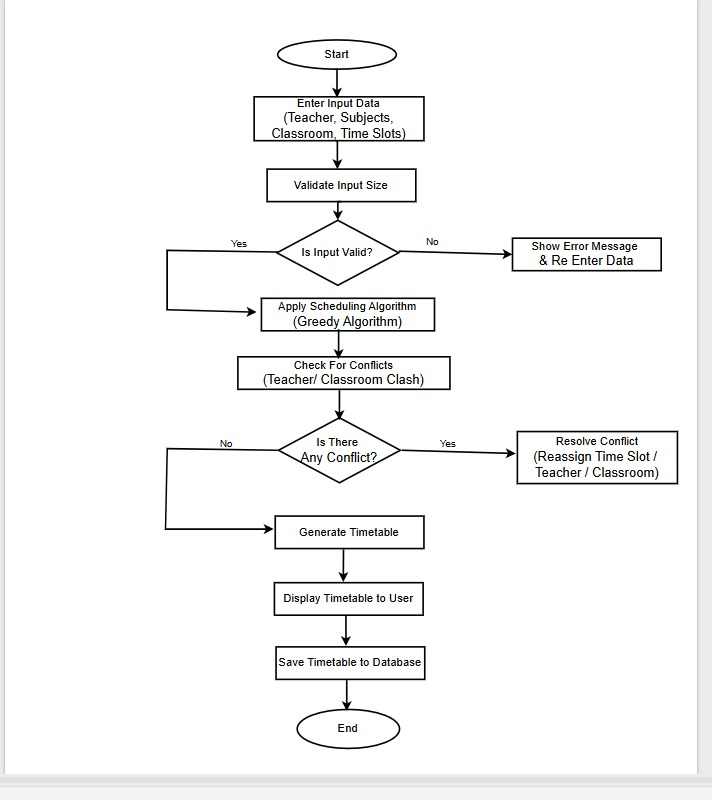 Start
Enter Input Data
(Teacher, Subjects,
Classroom, Time Slots)
Validate Input Size
Is Input Valid?
Yes
No
Show Error Message
& Re Enter Data
Apply Scheduling Algorithm
(Greedy Algorithm)
Check For Conflicts
(Teacher/ Classroom Clash)
Is There
Any Conflict?
No
Yes
Resolve Conflict
(Reassign Time Slot /
Teacher / Classroom)
Generate Timetable
Display Timetable to User
Save Timetable to Database
End